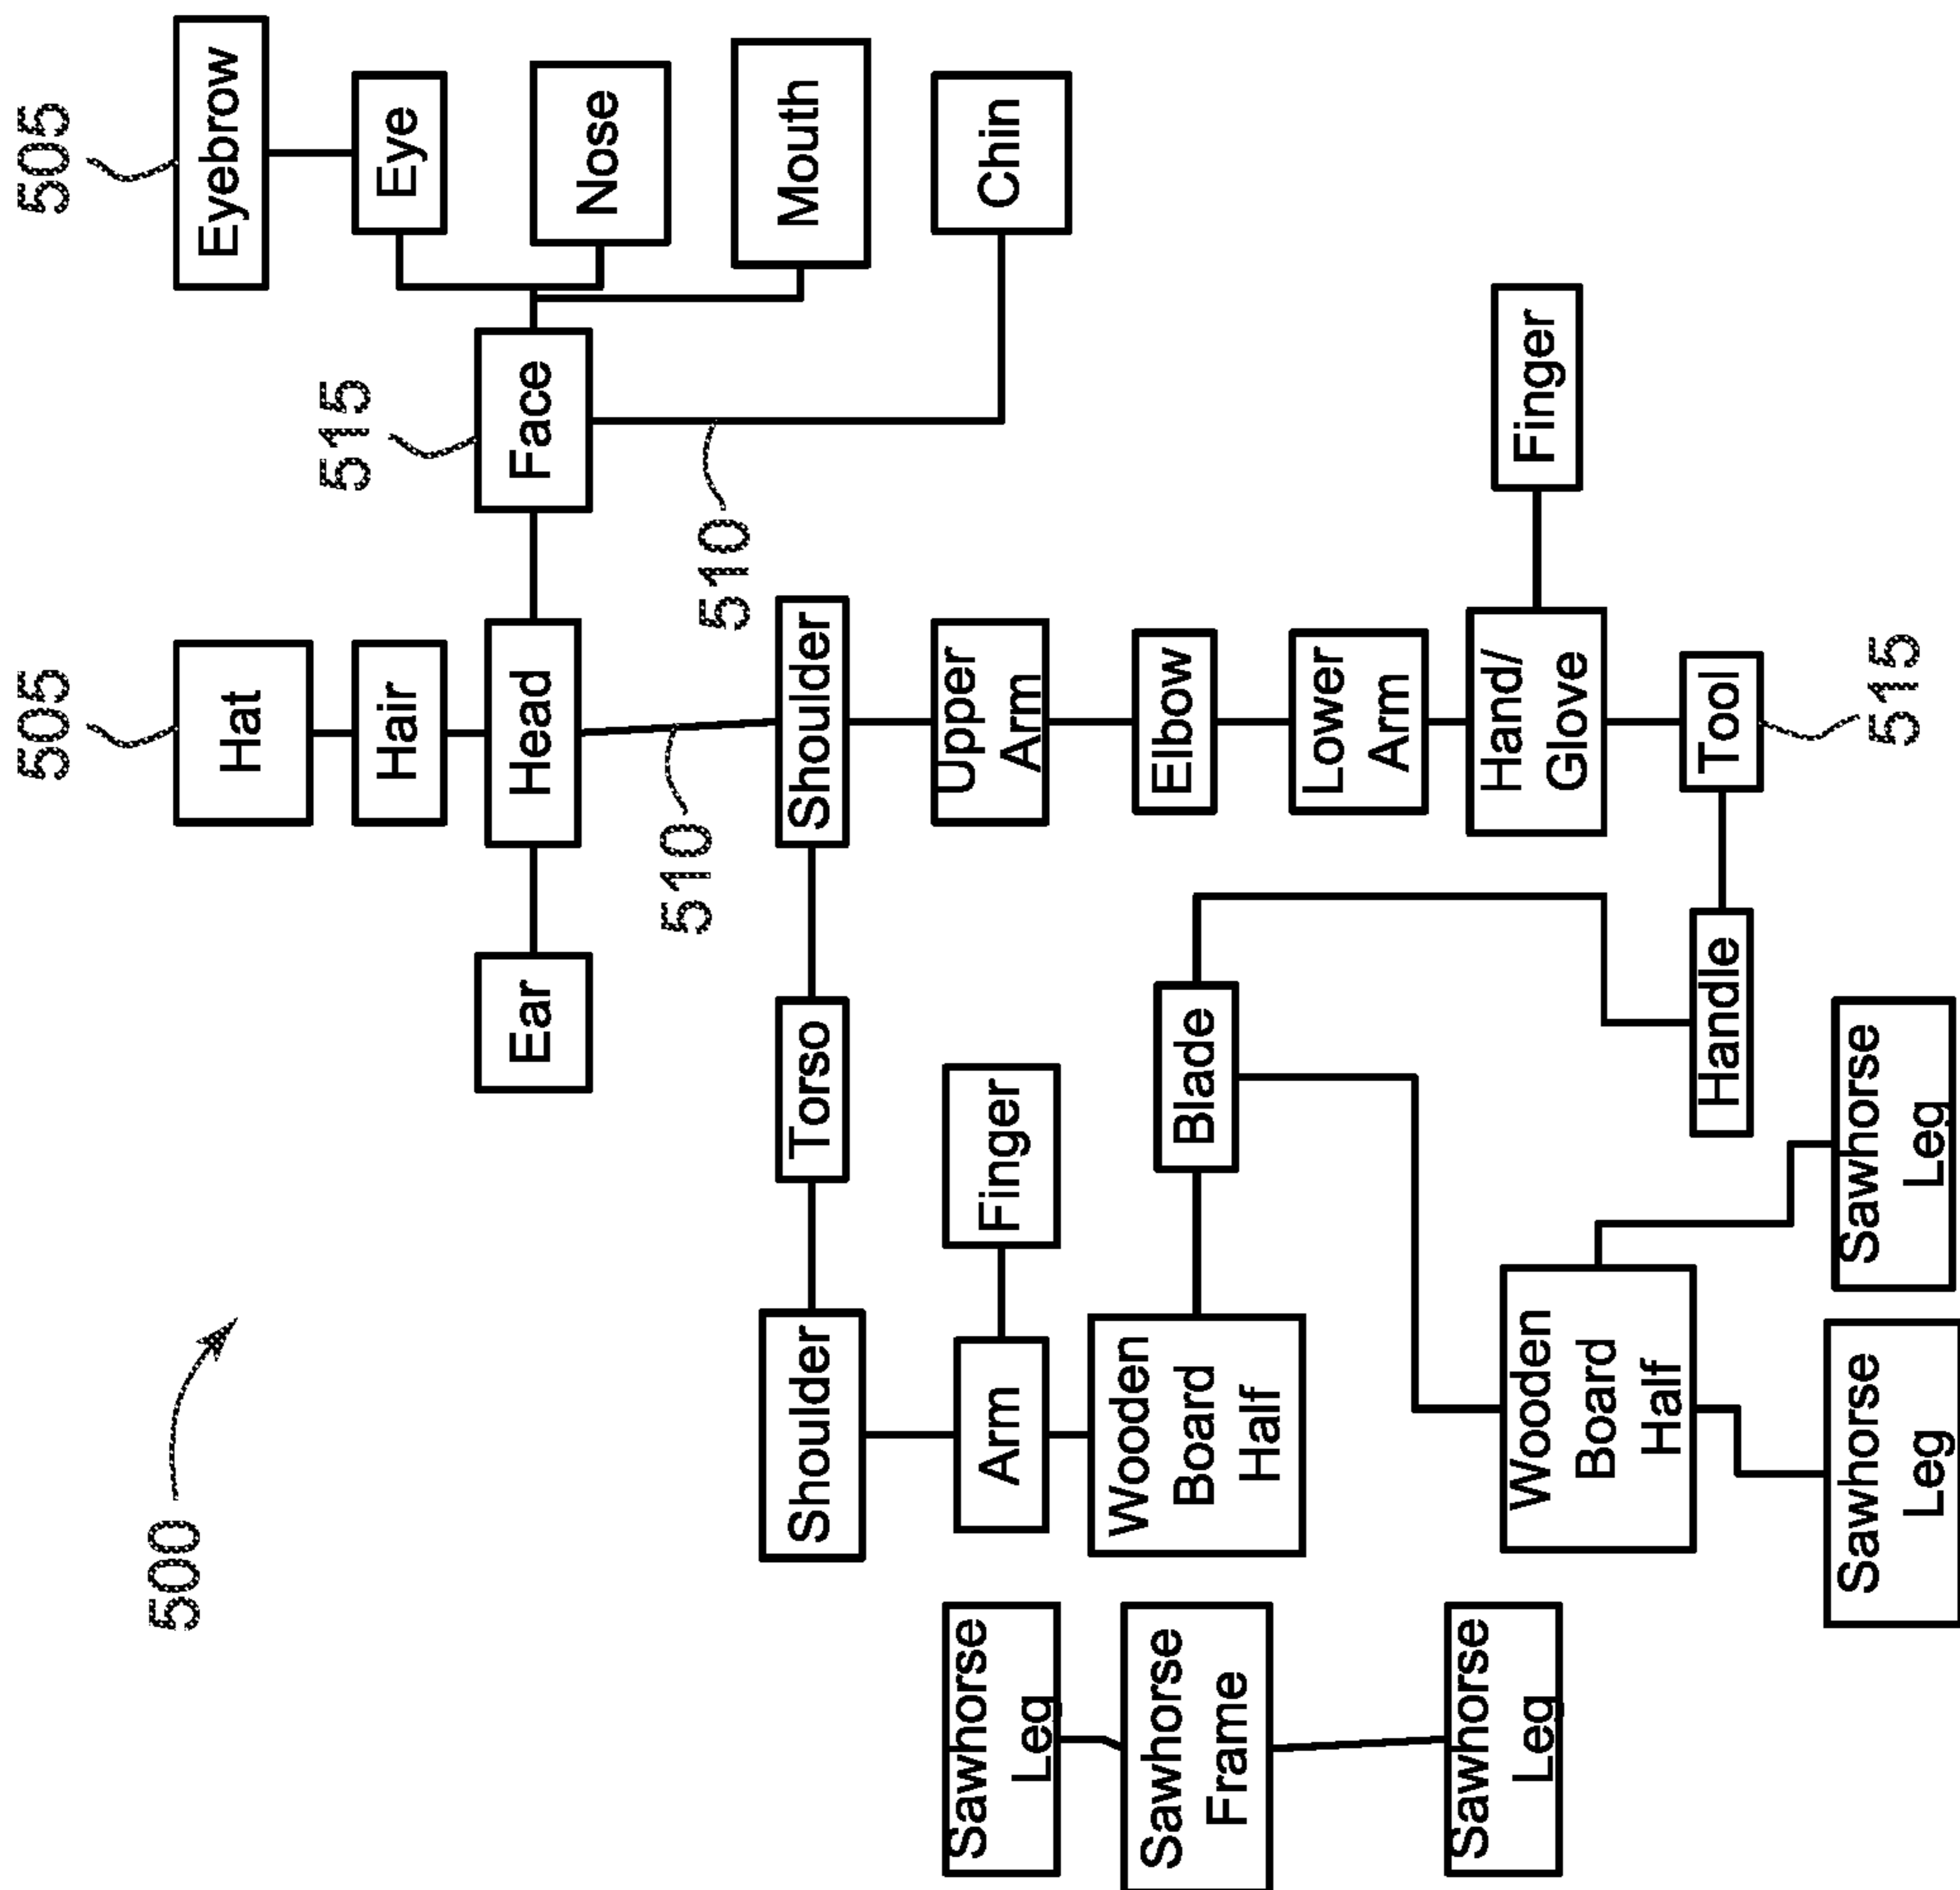 505
505
500
Hat
Eyebrow
515
Hair
Eye
Ear
Head
Face
Nose
510
510
Shoulder
Torso
Shoulder
Mouth
Sawhorse
Leg
Arm
Finger
Upper
Arm
Chin
Sawhorse
Frame
Wooden
Board
Half
Blade
Elbow
Lower
Arm
Sawhorse
Leg
Wooden
Board
Half
Hand/
Glove
Finger
Handle
Tool
Sawhorse
Leg
Sawhorse
Leg
515